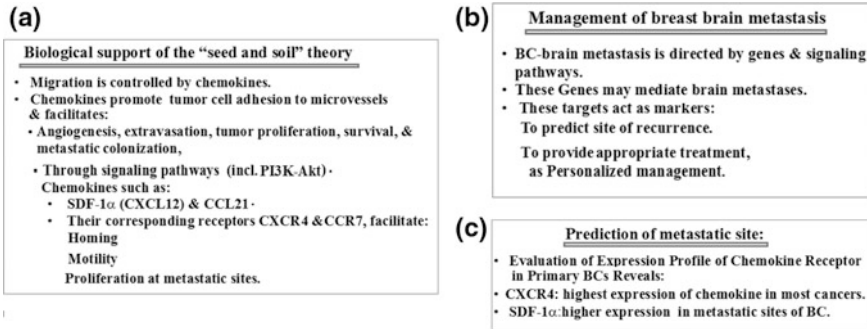 (a)
Biological support of the “seed and soil” theory
• Migration is controlled by chemokines.
• Chemokines promote tumor cell adhesion to microvessels
& facilitates:
• Angiogenesis, extravasation, tumor proliferation, survival, &
metastatic colonization,
• Through signaling pathways (incl. PI3K-Akt)·
Chemokines such as:
• SDF-1α (CXCL12) & CCL21·
• Their corresponding receptors CXCR4 &CCR7, facilitate:
Homing
Motility
Proliferation at metastatic sites.
(b)
Management of breast brain metastasis
• BC-brain metastasis is directed by genes & signaling
pathways.
• These Genes may mediate brain metastases.
• These targets act as markers:
To predict site of recurrence.
To provide appropriate treatment,
as Personalized management.
(c)
Prediction of metastatic site:
• Evaluation of Expression Profile of Chemokine Receptor
in Primary BCs Reveals:
• CXCR4: highest expression of chemokine in most cancers.
• SDF-1α:higher expression in metastatic sites of BC.